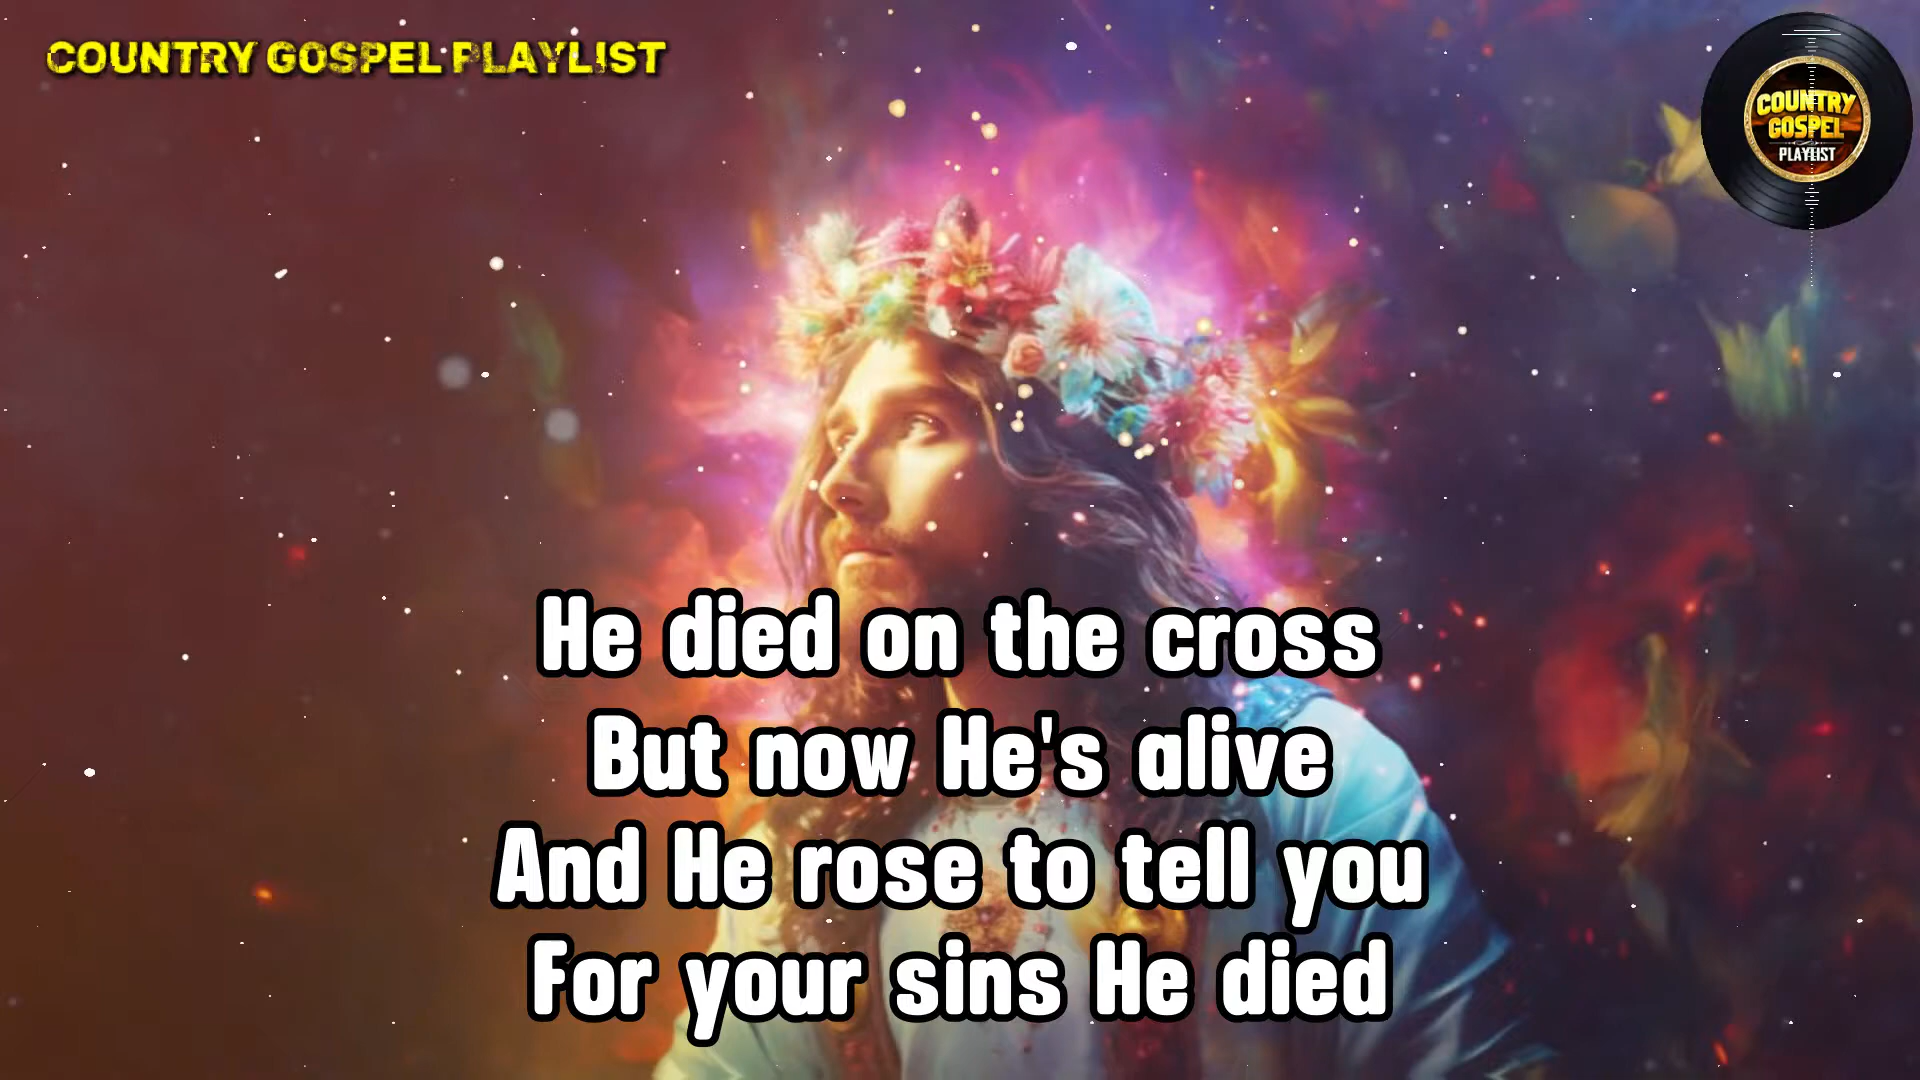 COUNTRY GOSPEL PLAYLIST
COUNTRY
GOSPEL
PLAYLIST
He died on the cross
But now He's alive
And He rose to tell you
For your sins He died